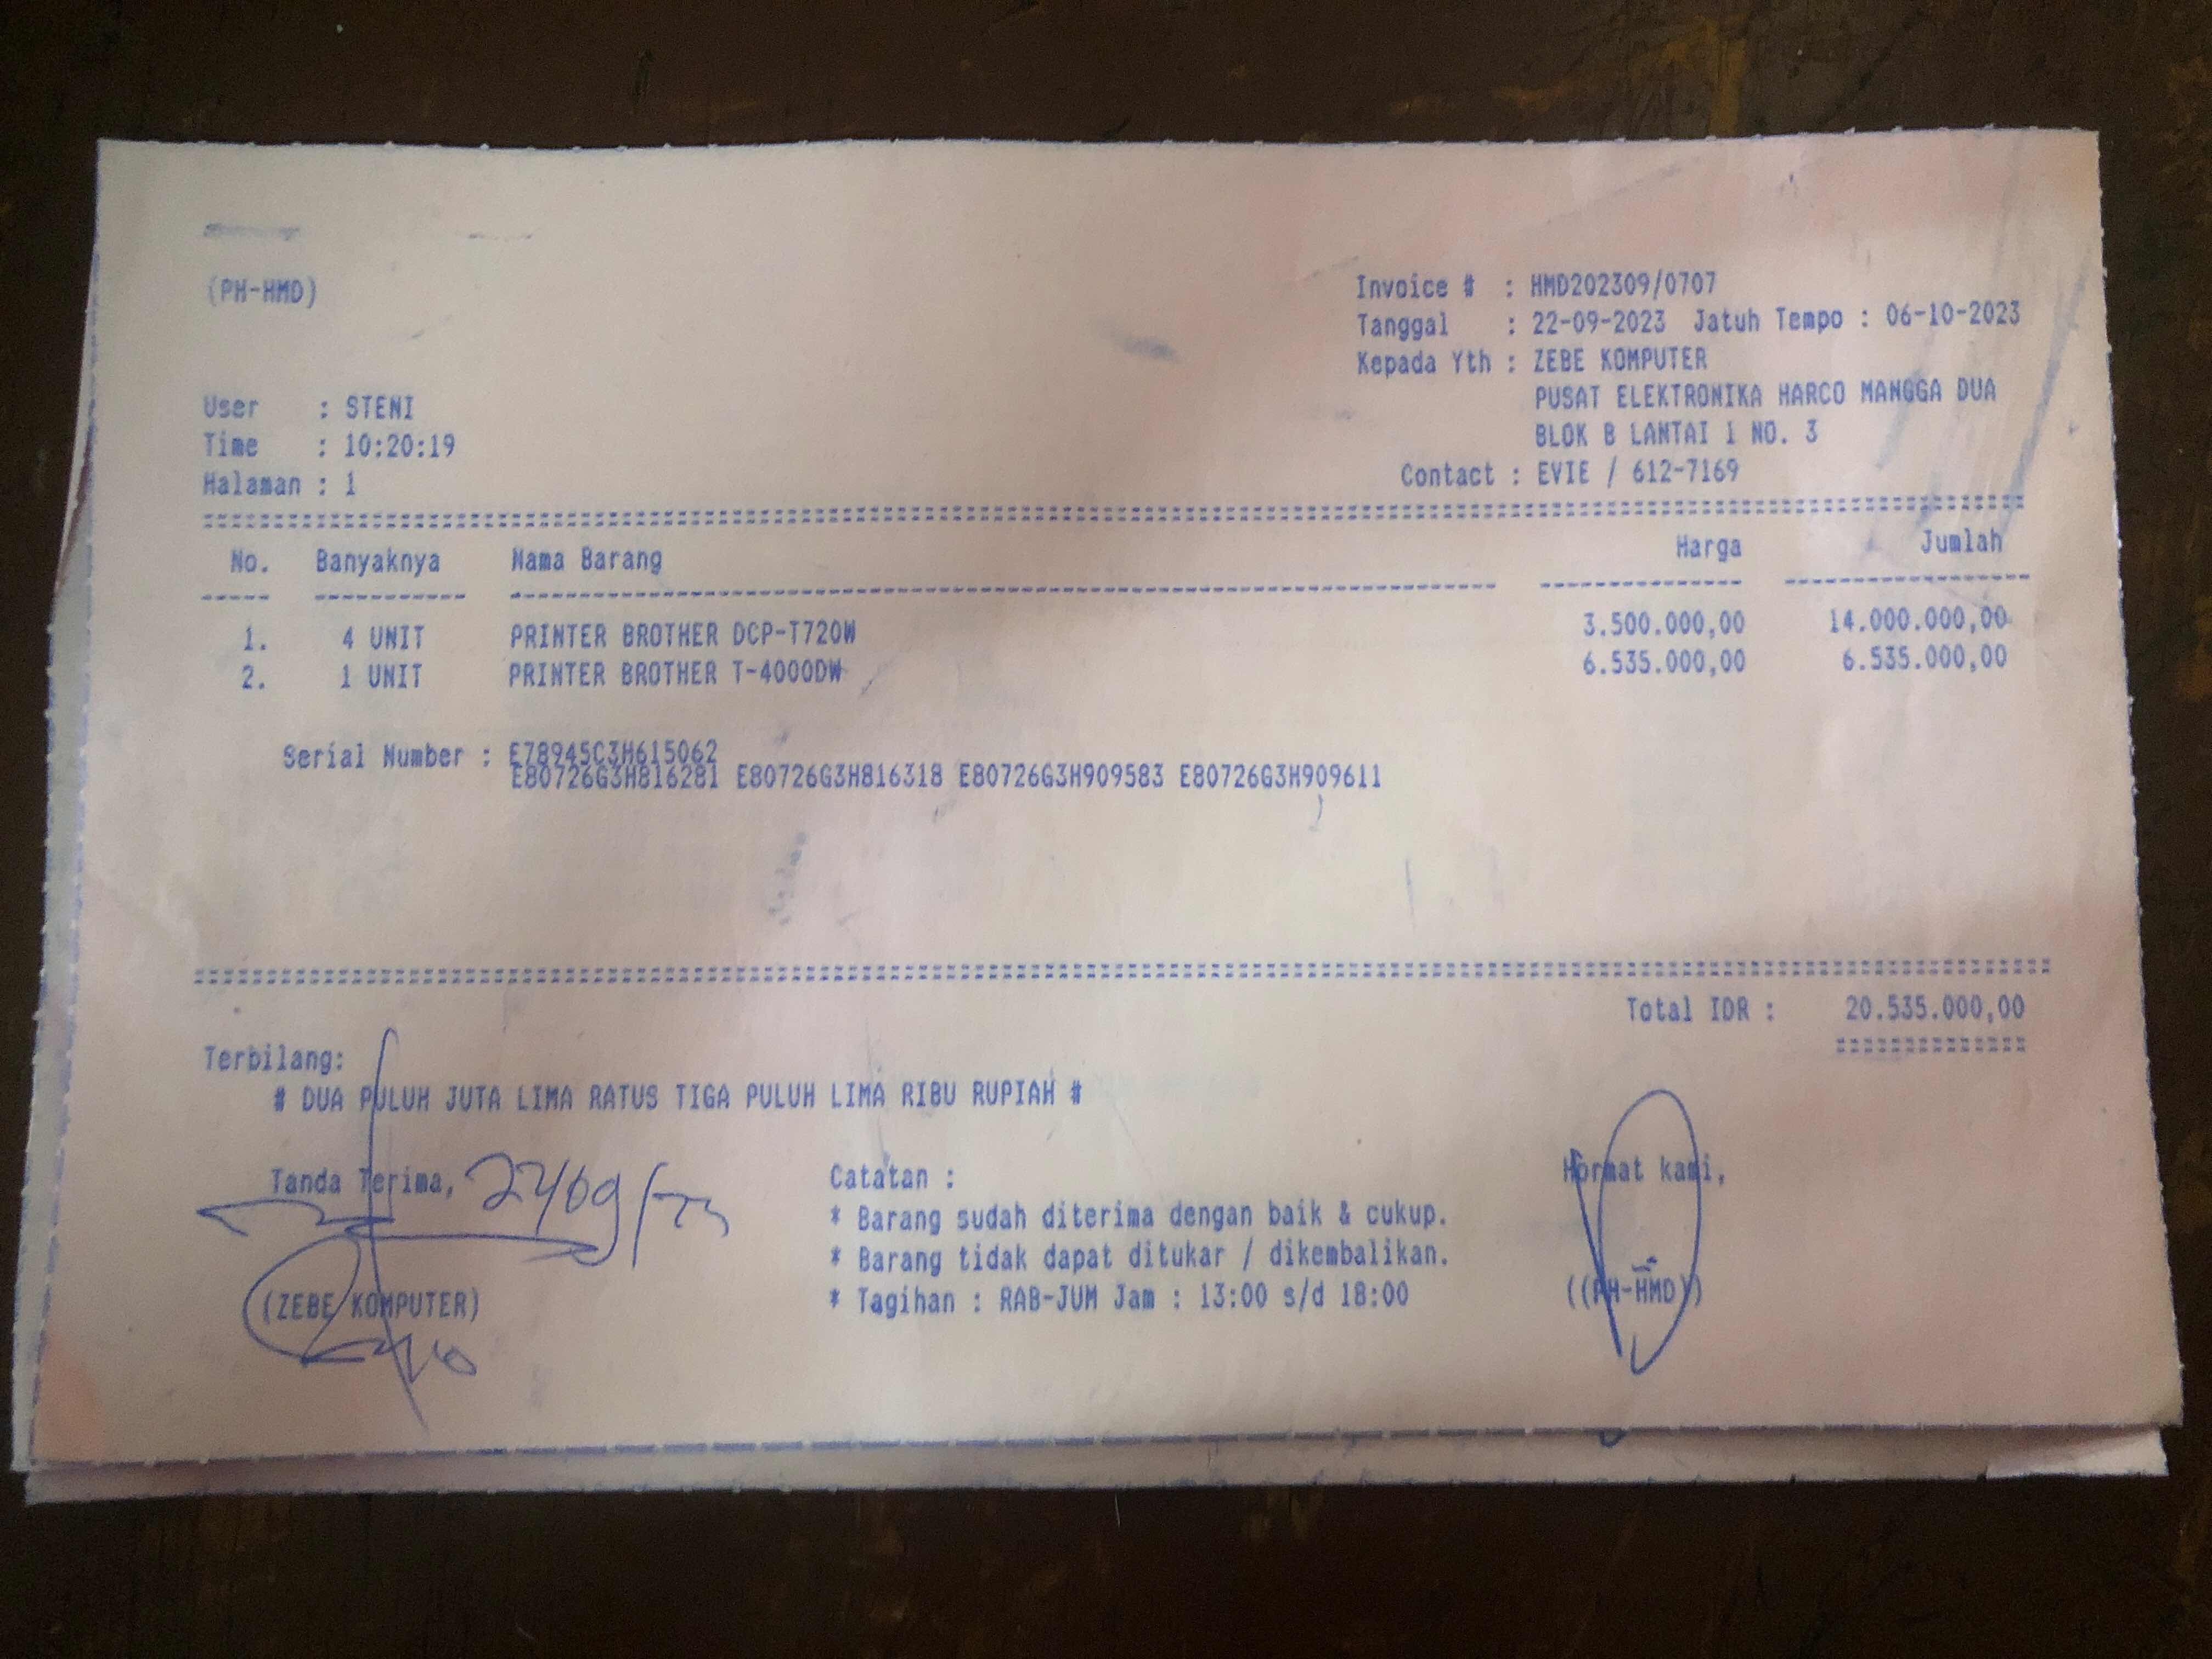 (PH-HMD)
Invoice # : HMD202309/0707
Tanggal : 22-09-2023 Jatuh Tempo : 06-10-2023
Kepada Yth : ZEBE KOMPUTER
PUSAT ELEKTRONIKA HARCO MANGGA DUA
BLOK B LANTAI 1 NO. 3
Contact : EVIE / 612-7169
User : STENI
Time : 10:20:19
Halaman : 1
No. Banyaknya Nama Barang Harga Jumlah
1. 4 UNIT PRINTER BROTHER DCP-T720W 3.500.000,00 14.000.000,00
2. 1 UNIT PRINTER BROTHER T-4000DW 6.535.000,00 6.535.000,00
Serial Number : E78945C3H615062
E80726G3H816281 E80726G3H816318 E80726G3H909583 E80726G3H909611
Total IDR : 20.535.000,00
Terbilang:
# DUA PULUH JUTA LIMA RATUS TIGA PULUH LIMA RIBU RUPIAH #
Tanda Terima,
(ZEBE KOMPUTER)
Catatan :
* Barang sudah diterima dengan baik & cukup.
* Barang tidak dapat ditukar / dikembalikan.
* Tagihan : RAB-JUM Jam : 13:00 s/d 18:00
Hormat kami,
((PH-HMD))